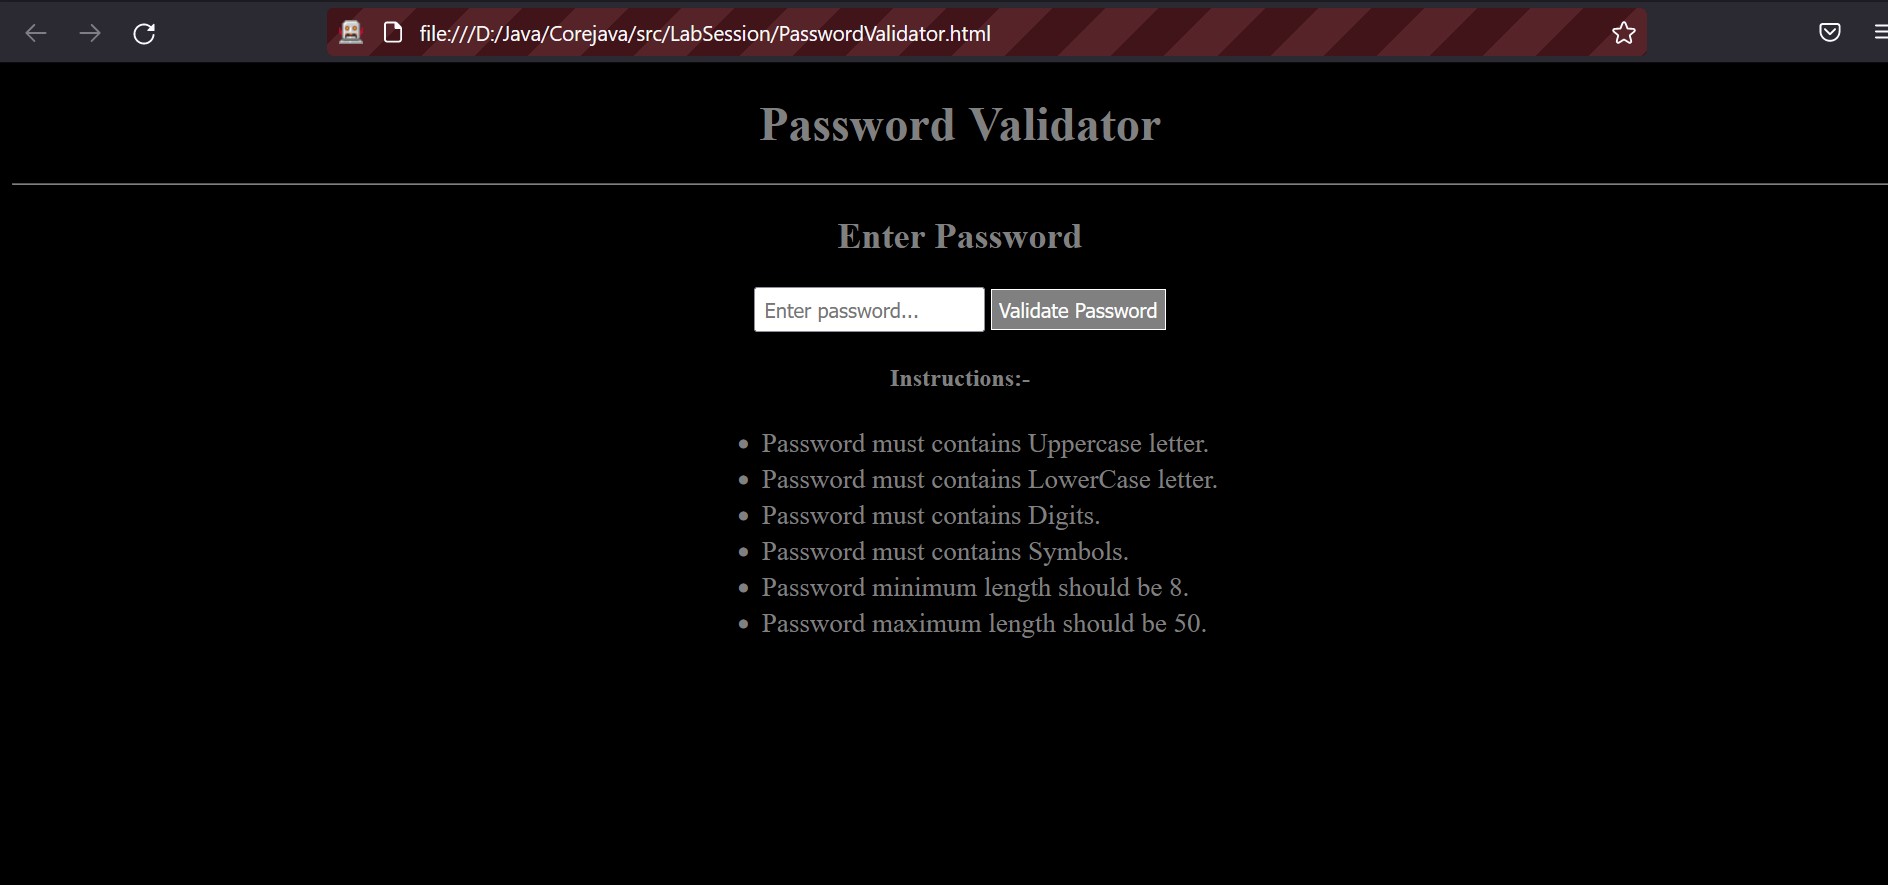 file:///D:/Java/Corejava/src/LabSession/PasswordValidator.html
Password Validator
Enter Password
Enter password... Validate Password
Instructions:-
Password must contains Uppercase letter.
Password must contains LowerCase letter.
Password must contains Digits.
Password must contains Symbols.
Password minimum length should be 8.
Password maximum length should be 50.